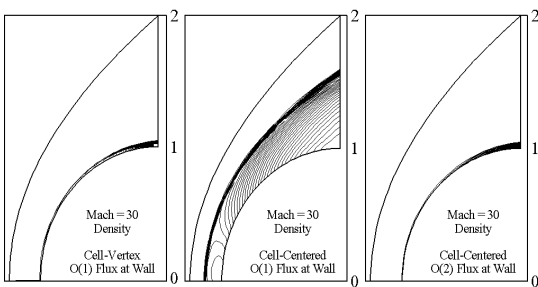 2
1
0
Mach = 30
Density
Cell-Vertex
O(1) Flux at Wall
2
1
0
Mach = 30
Density
Cell-Centered
O(1) Flux at Wall
2
1
0
Mach = 30
Density
Cell-Centered
O(2) Flux at Wall